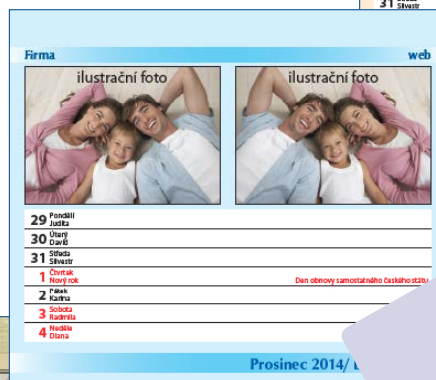 31
Silvestr
Firma web
ilustrační foto ilustrační foto
29 Pondělí
Judita
30 Úterý
David
31 Středa
Silvestr
1 Čtvrtek
Nový rok Den obnovy samostatného českého státu
2 Pátek
Karina
3 Sobota
Radmila
4 Neděle
Diana
Prosinec 2014/